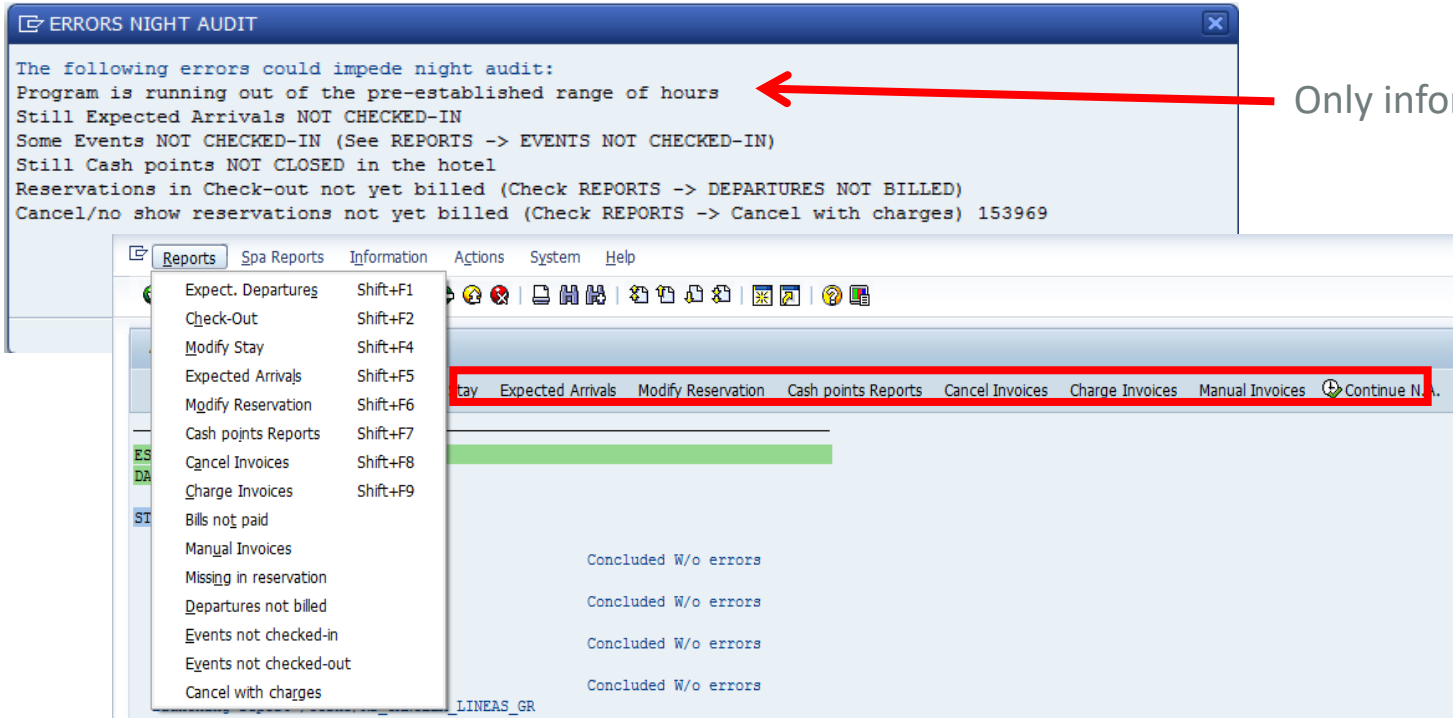 ERRORS NIGHT AUDIT
The following errors could impede night audit:
Program is running out of the pre-established range of hours
Still Expected Arrivals NOT CHECKED-IN
Some Events NOT CHECKED-IN (See REPORTS -> EVENTS NOT CHECKED-IN)
Still Cash points NOT CLOSED in the hotel
Reservations in Check-out not yet billed (Check REPORTS -> DEPARTURES NOT BILLED)
Cancel/no show reservations not yet billed (Check REPORTS -> Cancel with charges) 153969
Only
Reports Spa Reports Information Actions System Help
Expect. Departures Shift+F1
Check-Out Shift+F2
Modify Stay Shift+F4
Expected Arrivals Shift+F5
Modify Reservation Shift+F6
Cash points Reports Shift+F7
Cancel Invoices Shift+F8
Charge Invoices Shift+F9
Bills not paid
Manual Invoices
Missing in reservation
Departures not billed
Events not checked-in
Events not checked-out
Cancel with charges
Expected Arrivals Modify Reservation Cash points Reports Cancel Invoices Charge Invoices Manual Invoices Continue N.A.
ES
DA
ST
Concluded W/o errors
Concluded W/o errors
Concluded W/o errors
Concluded W/o errors
LINEAS_GR